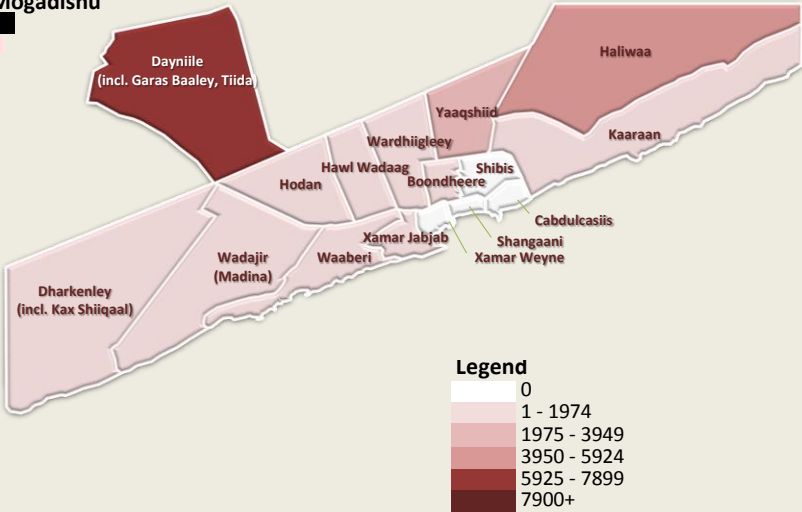 Mogadishu
Dayniile
(incl. Garas Baaley, Tiida)
Haliwaa
Yaaqshiid
Kaaraan
Wardhiigleey
Hawl Wadaag
Shibis
Boondheere
Hodan
Cabdulcasiis
Xamar Jabjab
Shangaani
Wadajir
(Madina)
Waaberi
Xamar Weyne
Dharkenley
(incl. Kax Shiiqaal)
Legend
0
1 - 1974
1975 - 3949
3950 - 5924
5925 - 7899
7900+